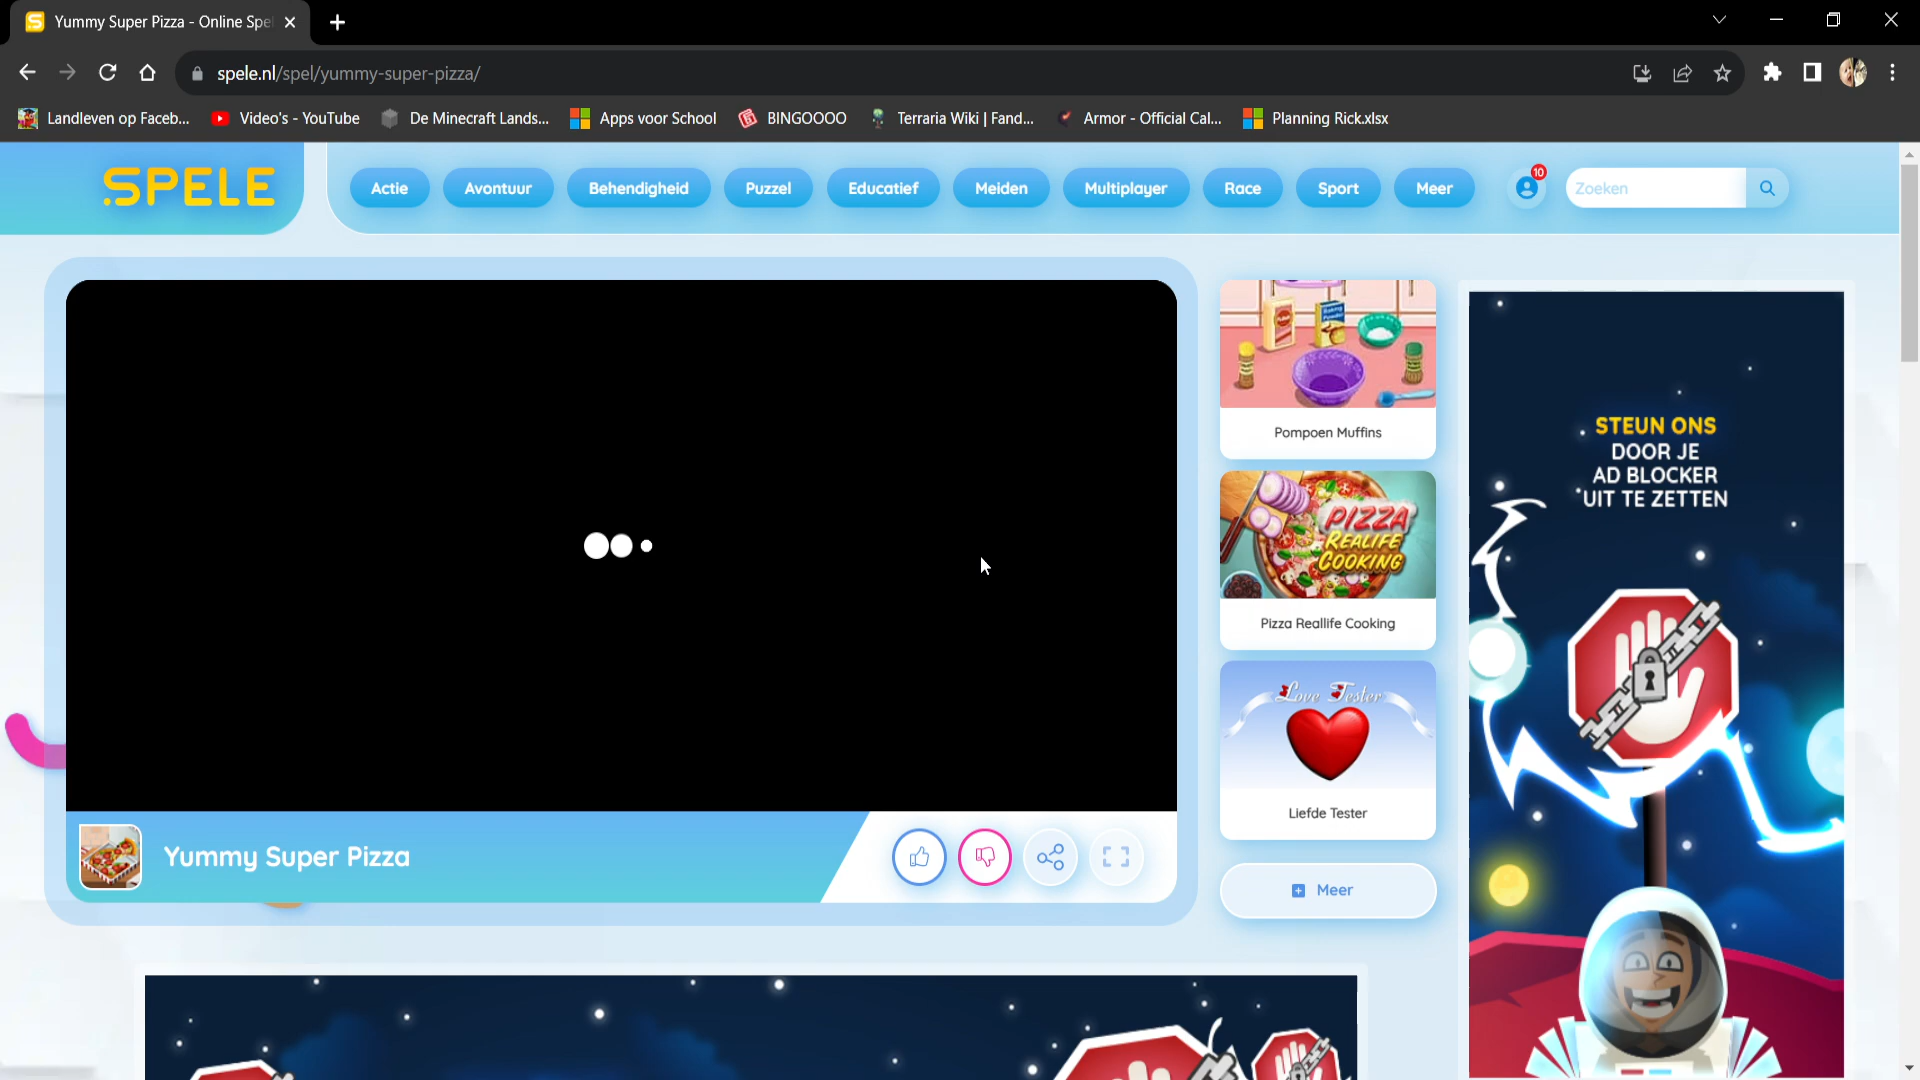 Yummy Super Pizza - Online Spe
spele.nl/spel/yummy-super-pizza/
Landleven op Faceb...
Video's - YouTube
De Minecraft Lands...
Apps voor School
BINGOOOO
Terraria Wiki | Fand...
Armor - Official Cal...
Planning Rick.xlsx
.SPELE
Actie
Avontuur
Behendigheid
Puzzel
Educatief
Meiden
Multiplayer
Race
Sport
Meer
10
Zoeken
Pompoen Muffins
PIZZA
REALIFE
COOKING
Pizza Reallife Cooking
Love Tester
Liefde Tester
Meer
STEUN ONS
DOOR JE
AD BLOCKER
UIT TE ZETTEN
Yummy Super Pizza